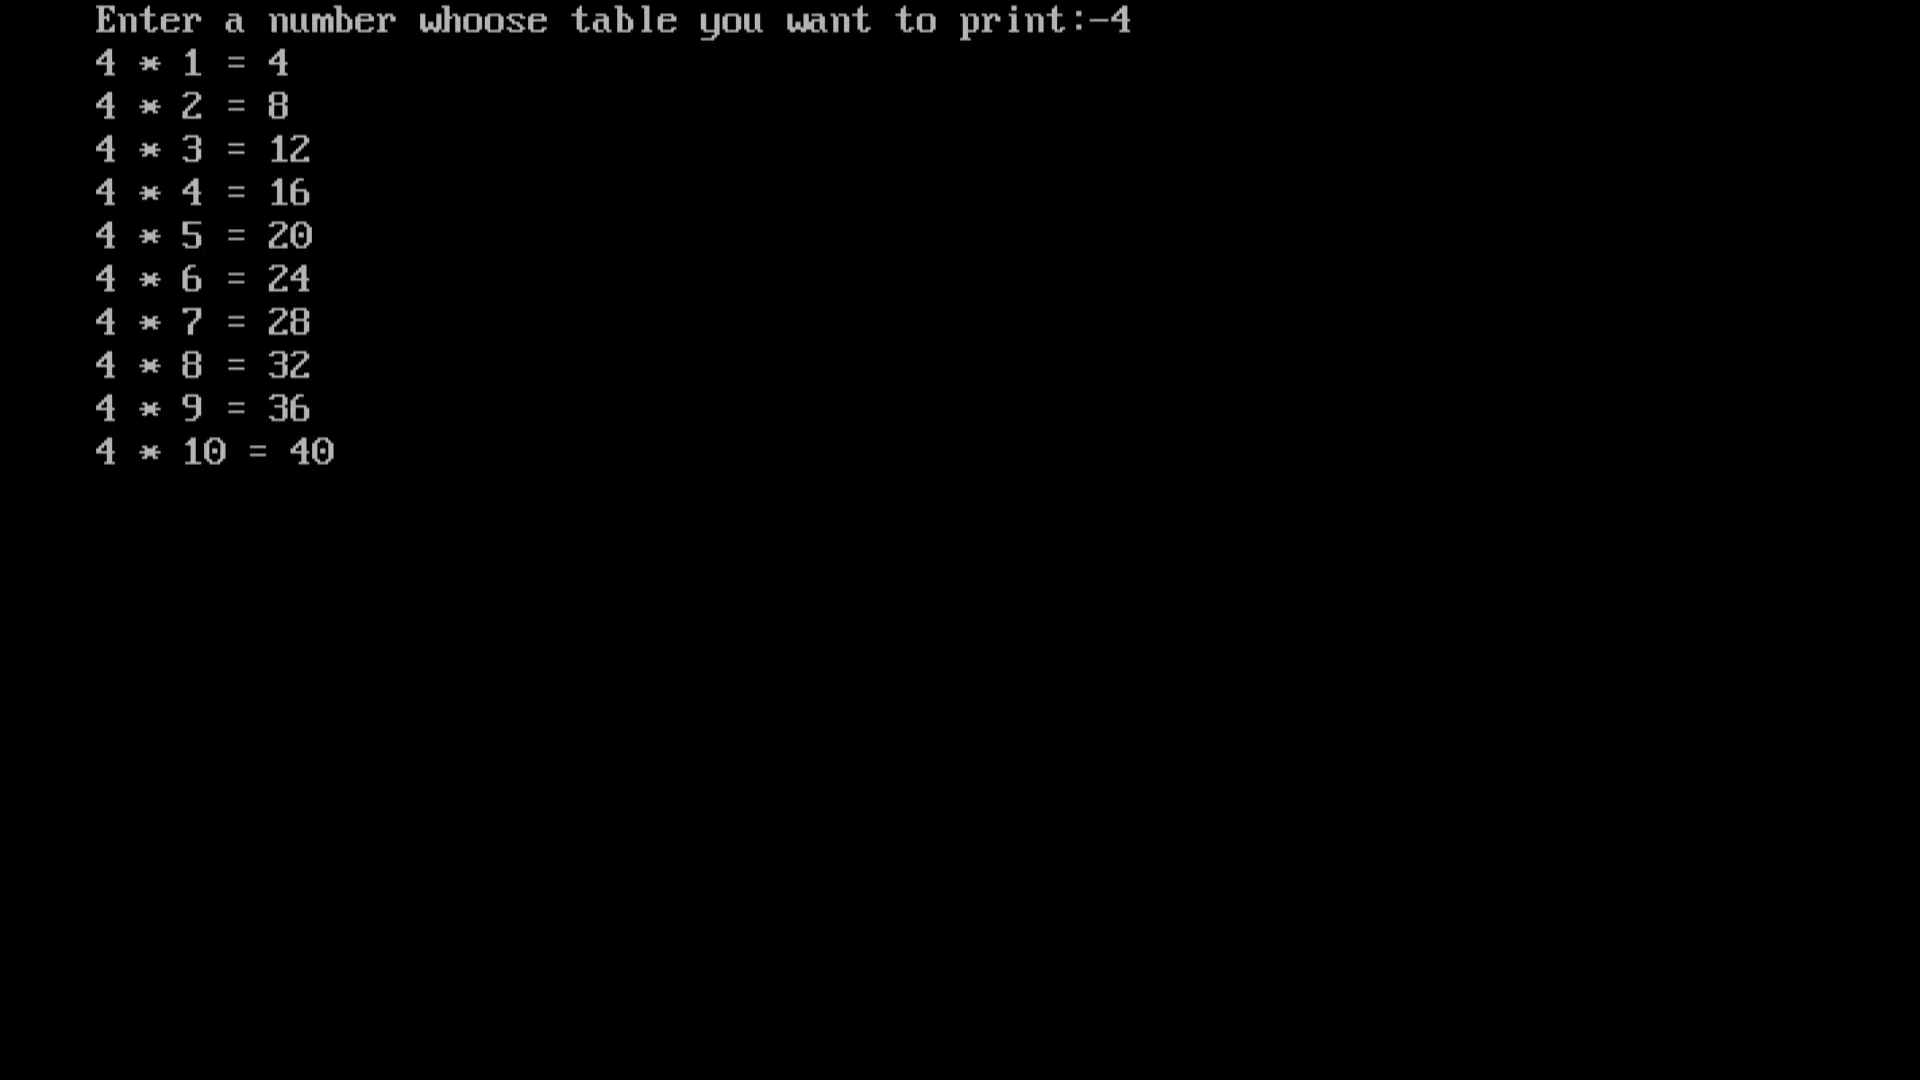 Enter a number whoose table you want to print:-4
4 * 1 = 4
4 * 2 = 8
4 * 3 = 12
4 * 4 = 16
4 * 5 = 20
4 * 6 = 24
4 * 7 = 28
4 * 8 = 32
4 * 9 = 36
4 * 10 = 40